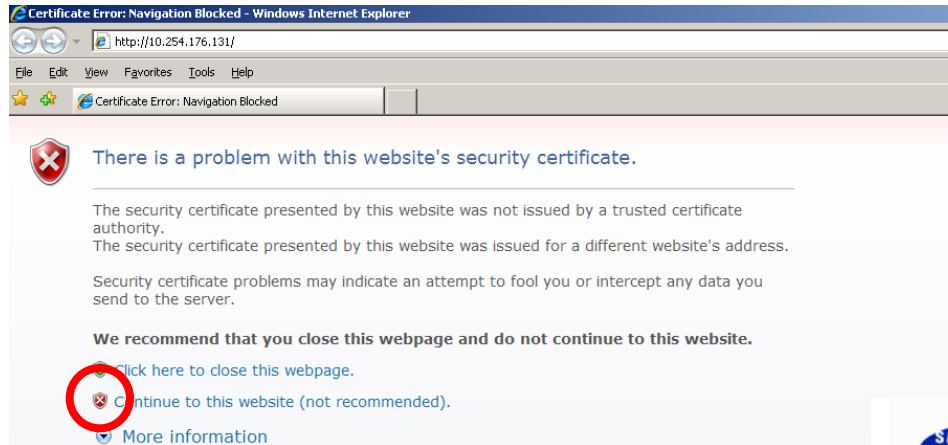 Certificate Error: Navigation Blocked - Windows Internet Explorer
http://10.254.176.131/
File Edit View Favorites Tools Help
Certificate Error: Navigation Blocked
There is a problem with this website's security certificate.
The security certificate presented by this website was not issued by a trusted certificate
authority.
The security certificate presented by this website was issued for a different website's address.
Security certificate problems may indicate an attempt to fool you or intercept any data you
send to the server.
We recommend that you close this webpage and do not continue to this website.
Click here to close this webpage.
Continue to this website (not recommended).
More information